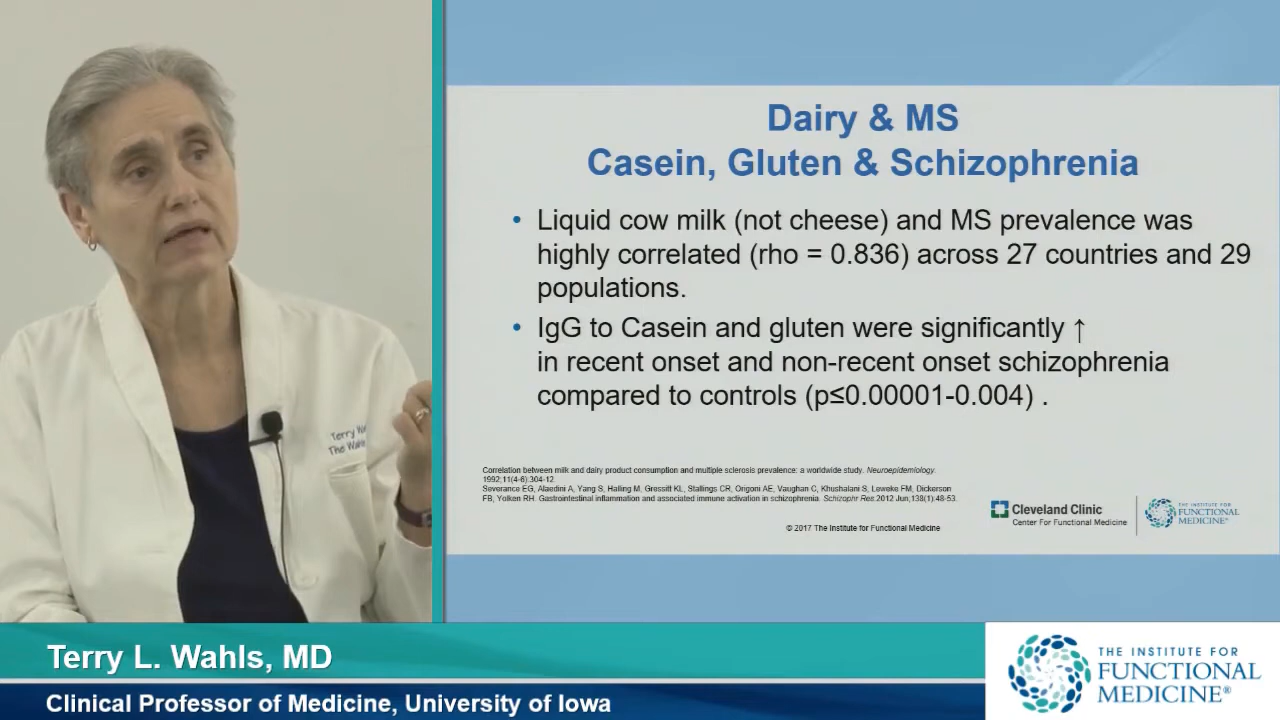 Dairy & MS
Casein, Gluten & Schizophrenia
• Liquid cow milk (not cheese) and MS prevalence was
highly correlated (rho = 0.836) across 27 countries and 29
populations.
• IgG to Casein and gluten were significantly ↑
in recent onset and non-recent onset schizophrenia
compared to controls (p≤0.00001-0.004) .
Correlation between milk and dairy product consumption and multiple sclerosis prevalence: a worldwide study. Neuroepidemiology.
1992;11(4-6):304-12.
Severance EG, Alaedini A, Yang S, Halling M, Gressitt KL, Stallings CR, Origoni AE, Vaughan C, Khushalani S, Leweke FM, Dickerson
FB, Yolken RH. Gastrointestinal inflammation and associated immune activation in schizophrenia. Schizophr Res.2012 Jun;138(1):48-53.
Cleveland Clinic
Center For Functional Medicine
THE INSTITUTE FOR
FUNCTIONAL
MEDICINE®
© 2017 The Institute for Functional Medicine
Terry
The
Terry L. Wahls, MD
Clinical Professor of Medicine, University of Iowa
THE INSTITUTE FOR
FUNCTIONAL
MEDICINE®